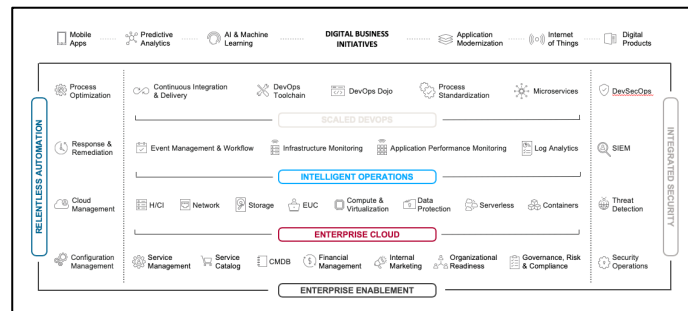 Mobile
Apps
Predictive
Analytics
AI & Machine
Learning
DIGITAL BUSINESS
INITIATIVES
Application
Modernization
Internet
of Things
Digital
Products
RELENTLESS AUTOMATION
Process
Optimization
Continuous Integration
& Delivery
DevOps
Toolchain
DevOps Dojo
Process
Standardization
Microservices
DevSecOps
SCALED DEVOPS
Response &
Remediation
Event Management & Workflow
Infrastructure Monitoring
Application Performance Monitoring
Log Analytics
SIEM
INTELLIGENT OPERATIONS
Cloud
Management
H/CI
Network
Storage
EUC
Compute &
Virtualization
Data
Protection
Serverless
Containers
Threat
Detection
ENTERPRISE CLOUD
Configuration
Management
Service
Management
Service
Catalog
CMDB
Financial
Management
Internal
Marketing
Organizational
Readiness
Governance, Risk
& Compliance
Security
Operations
ENTERPRISE ENABLEMENT
INTEGRATED SECURITY